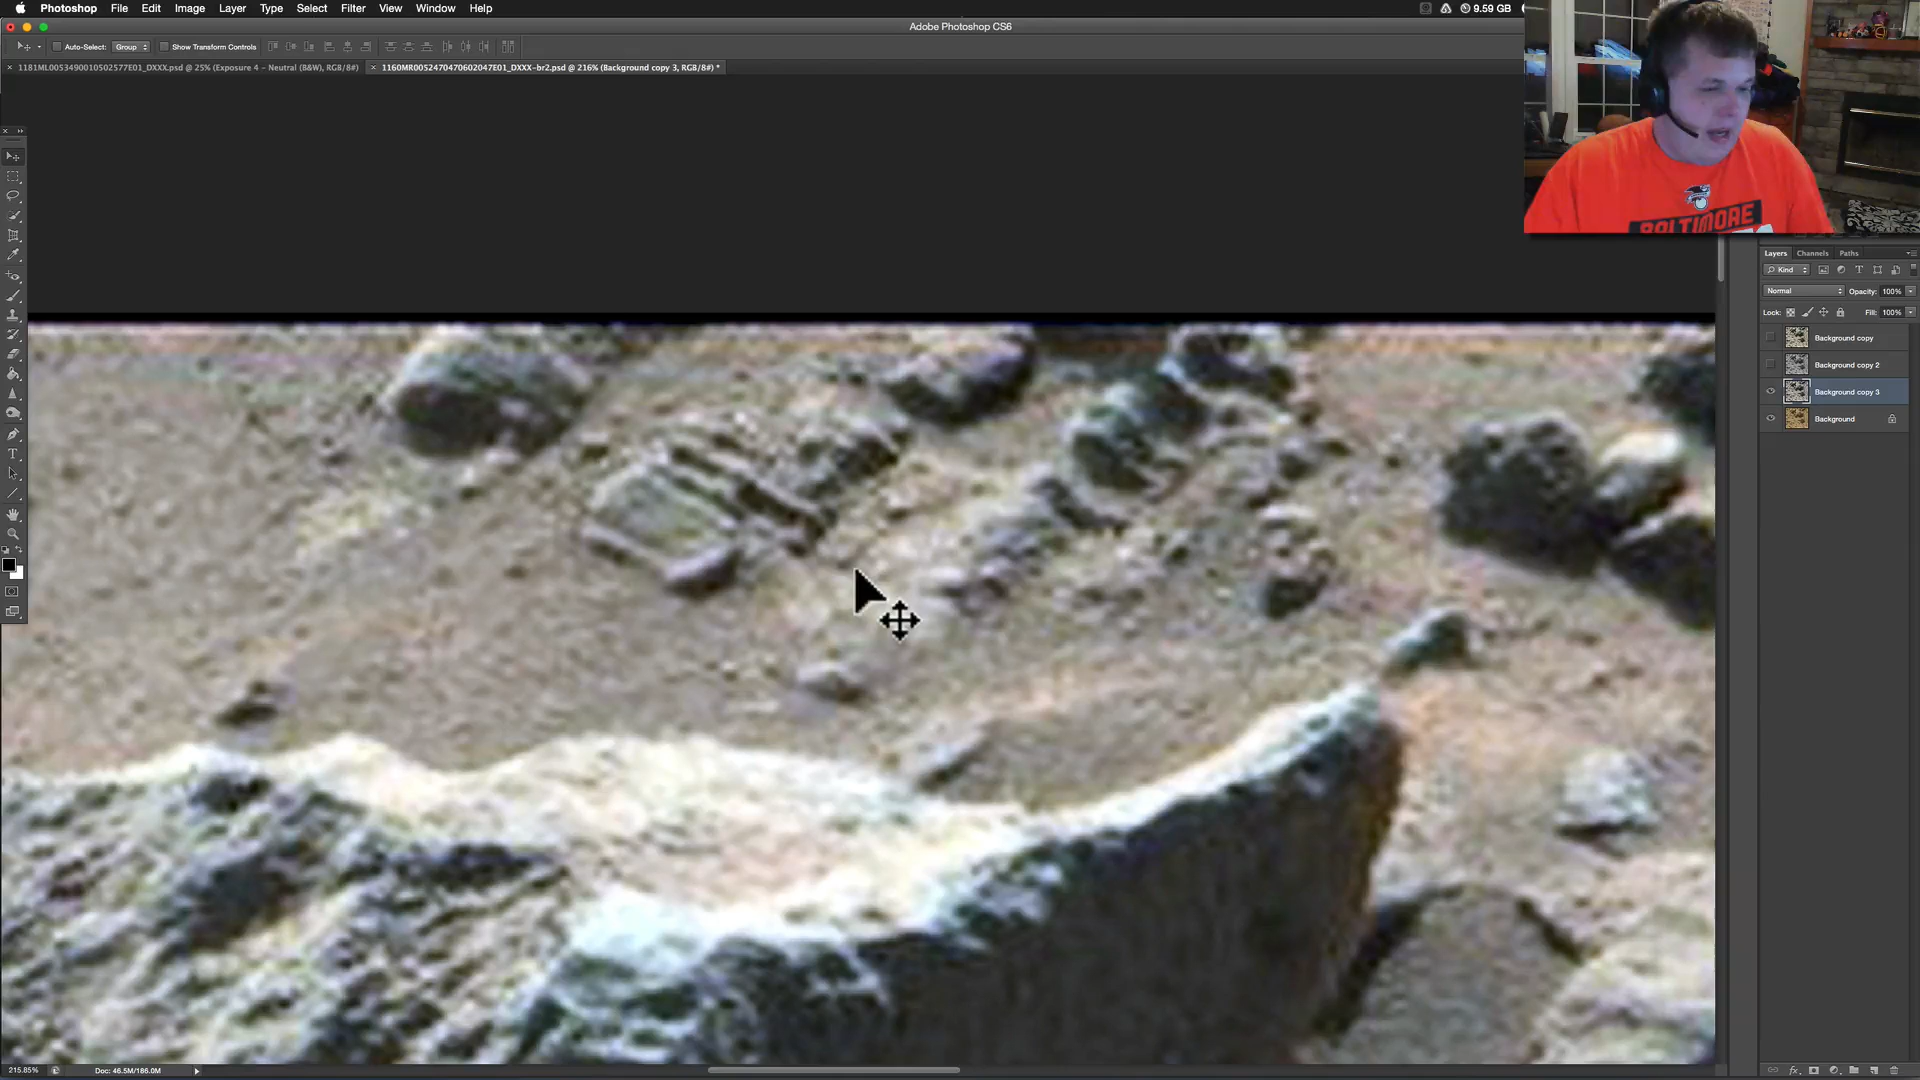 Photoshop File Edit Image Layer Type Select Filter View Window Help 9.59 GB
Adobe Photoshop CS6
Auto-Select: Group Show Transform Controls
1181ML0053490010502577E01_DXXX.psd @ 25% (Exposure 4 - Neutral (B&W), RGB/8#) 1160MR0052470470602047E01_DXXX-br2.psd @ 216% (Background copy 3, RGB/8#) *
BALTIMORE
Layers Channels Paths
Kind
Normal Opacity: 100%
Lock: Fill: 100%
Background copy
Background copy 2
Background copy 3
Background
215.85% Doc: 46.5M/186.0M